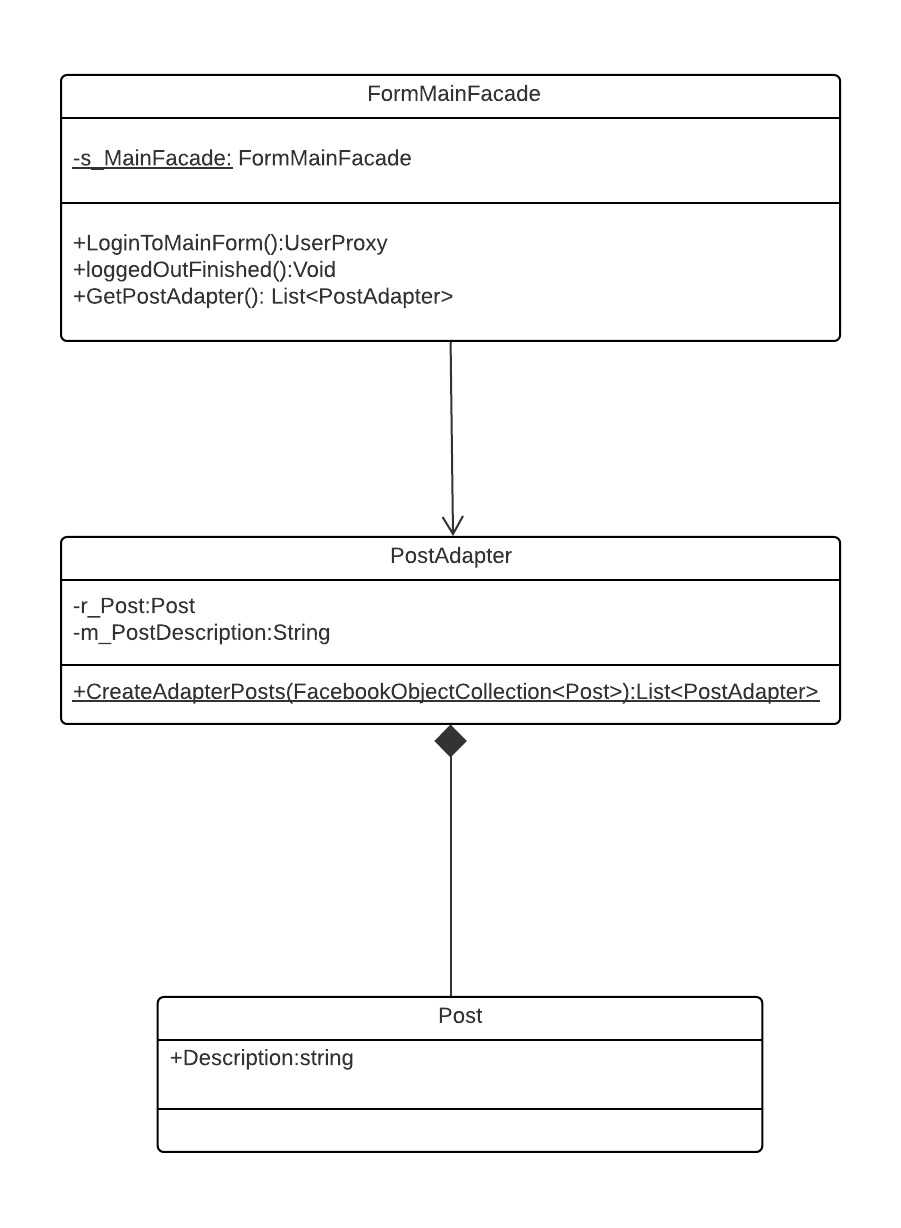 FormMainFacade
-s_MainFacade: FormMainFacade
+LoginToMainForm():UserProxy
+loggedOutFinished():Void
+GetPostAdapter(): List<PostAdapter>
PostAdapter
-r_Post:Post
-m_PostDescription:String
+CreateAdapterPosts(FacebookObjectCollection<Post>):List<PostAdapter>
Post
+Description:string